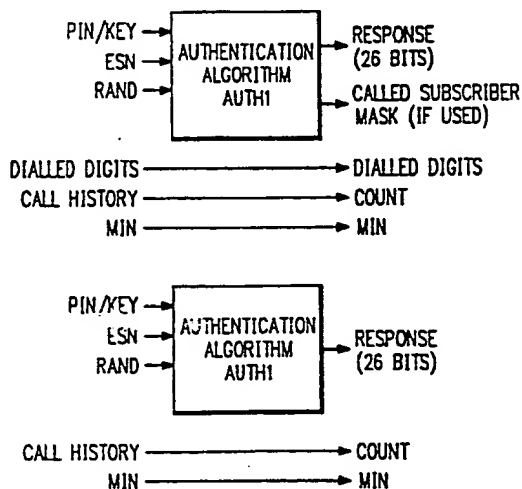 PIN/KEY
ESN
RAND
AUTHENTICATION
ALGORITHM
AUTH1
RESPONSE
(26 BITS)
CALLED SUBSCRIBER
MASK (IF USED)
DIALLED DIGITS
DIALLED DIGITS
CALL HISTORY
COUNT
MIN
MIN
PIN/KEY
ESN
RAND
AUTHENTICATION
ALGORITHM
AUTH1
RESPONSE
(26 BITS)
CALL HISTORY
COUNT
MIN
MIN